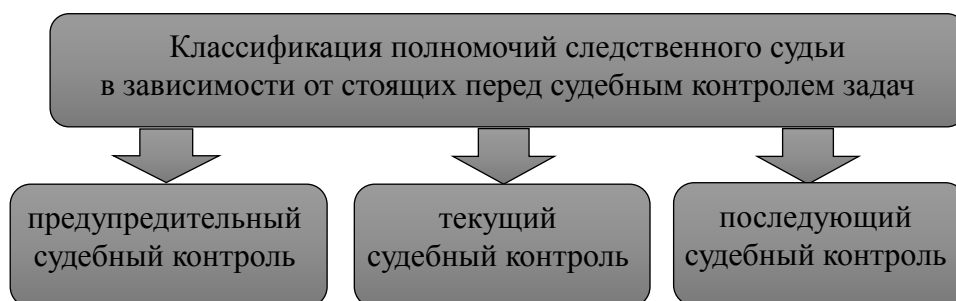 Классификация полномочий следственного судьи
в зависимости от стоящих перед судебным контролем задач
предупредительный
судебный контроль
текущий
судебный контроль
последующий
судебный контроль